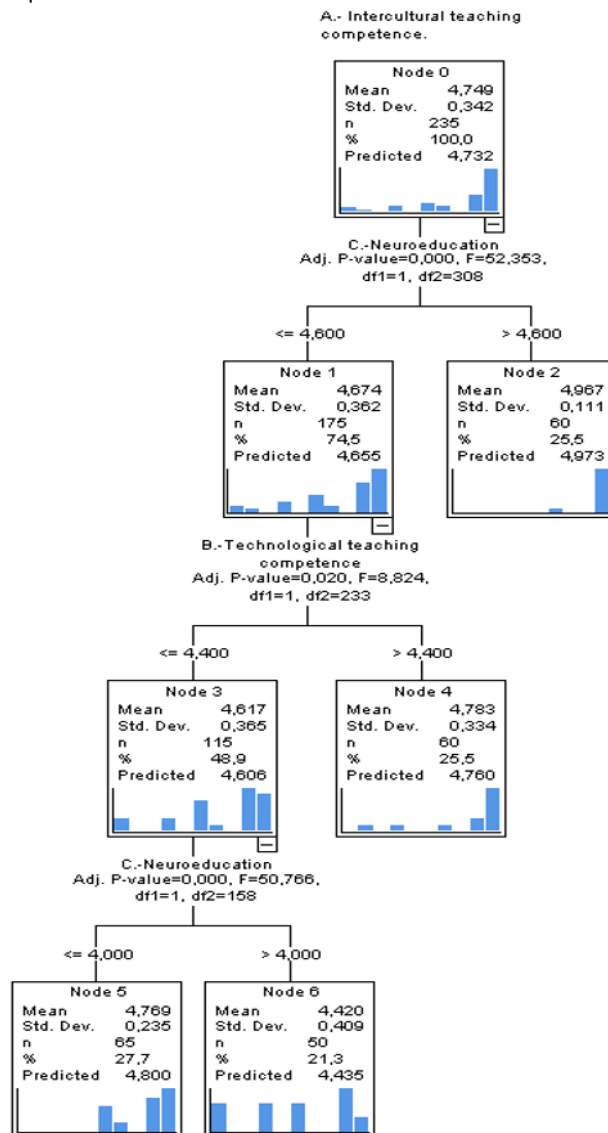 A.- Intercultural teaching
competence.
Node 0
Mean 4,749
Std. Dev. 0,342
n 235
% 100,0
Predicted 4,732
C.-Neuroeducation
Adj. P-value=0,000, F=52,353,
df1=1, df2=308
<= 4,600
> 4,600
Node 1
Mean 4,674
Std. Dev. 0,362
n 175
% 74,5
Predicted 4,655
Node 2
Mean 4,967
Std. Dev. 0,111
n 60
% 25,5
Predicted 4,973
B.-Technological teaching
competence
Adj. P-value=0,020, F=8,824,
df1=1, df2=233
<= 4,400
> 4,400
Node 3
Mean 4,617
Std. Dev. 0,365
n 115
% 48,9
Predicted 4,606
Node 4
Mean 4,783
Std. Dev. 0,334
n 60
% 25,5
Predicted 4,760
C.-Neuroeducation
Adj. P-value=0,000, F=50,766,
df1=1, df2=158
<= 4,000
> 4,000
Node 5
Mean 4,769
Std. Dev. 0,235
n 65
% 27,7
Predicted 4,800
Node 6
Mean 4,420
Std. Dev. 0,409
n 50
% 21,3
Predicted 4,435